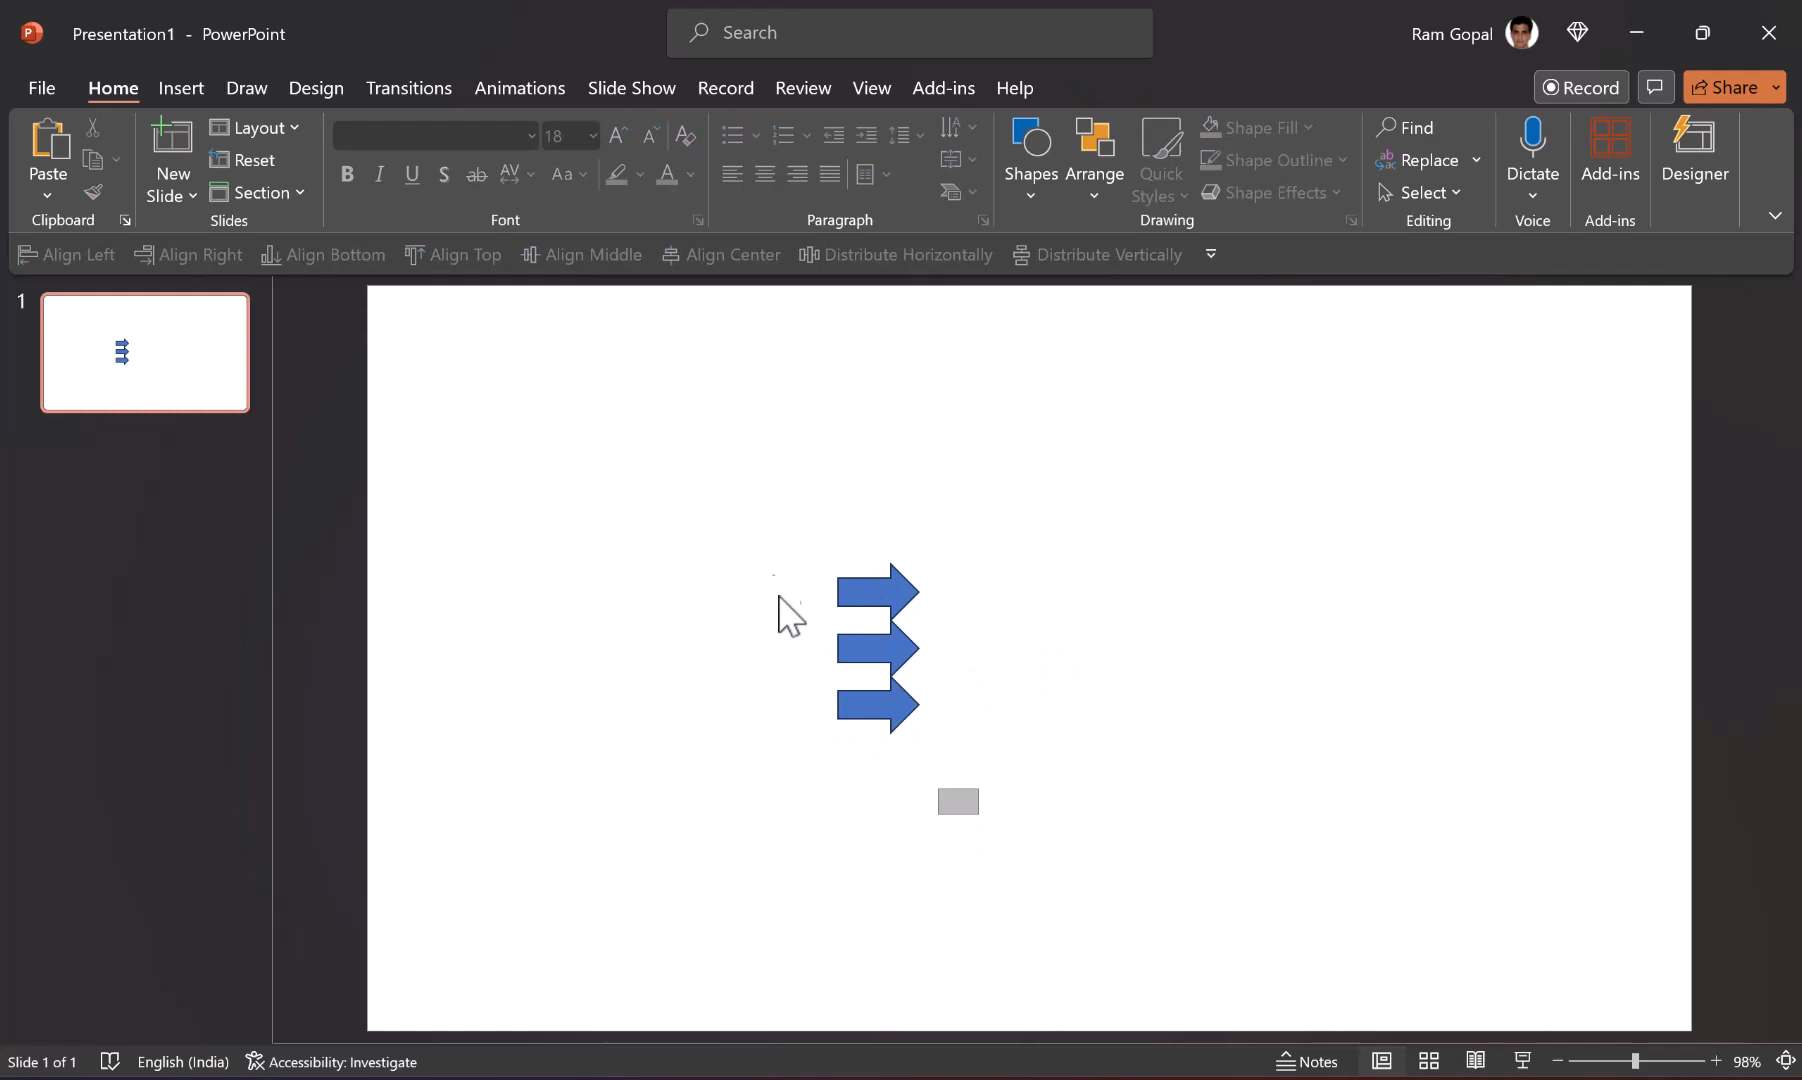 Presentation1 - PowerPoint
Search
Ram Gopal
File Home Insert Draw Design Transitions Animations Slide Show Record Review View Add-ins Help
Record
Share
Paste
Clipboard
New
Slide
Layout
Reset
Section
Slides
18
B I U S ab AV Aa A
Font
Paragraph
Shapes
Arrange
Quick
Styles
Shape Fill
Shape Outline
Shape Effects
Drawing
Find
Replace
Select
Editing
Dictate
Voice
Add-ins
Add-ins
Designer
Align Left Align Right Align Bottom Align Top Align Middle Align Center Distribute Horizontally Distribute Vertically
1
Slide 1 of 1 English (India) Accessibility: Investigate Notes 98%